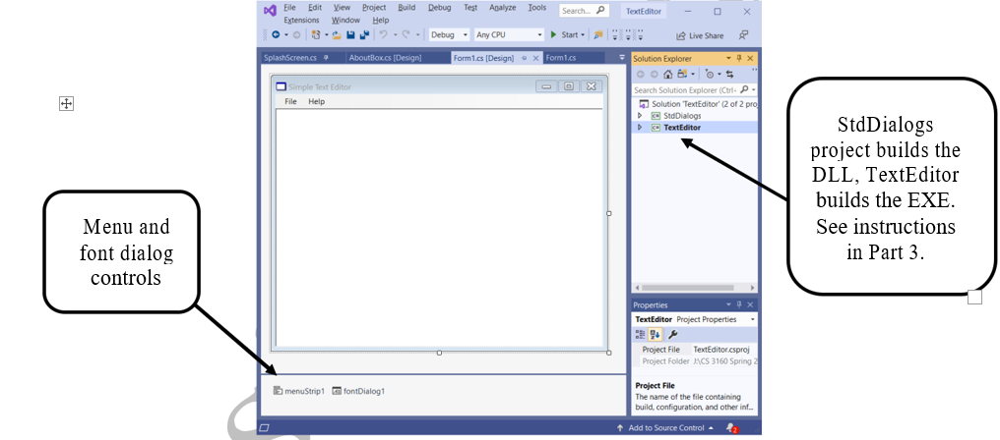 File Edit View Project Build Debug Test Analyze Tools
Search...
TextEditor
Extensions Window Help
Debug
Any CPU
Start
Live Share
SplashScreen.cs
AboutBox.cs [Design]
Form1.cs [Design]
Form1.cs
Simple Text Editor
File Help
Solution Explorer
Search Solution Explorer (Ctrl-
Solution 'TextEditor' (2 of 2 proj
StdDialogs
TextEditor
Menu and
font dialog
controls
StdDialogs
project builds the
DLL, TextEditor
builds the EXE.
See instructions
in Part 3.
Properties
TextEditor Project Properties
Project File TextEditor.csproj
Project Folder J:\CS 3160 Spring 2
Project File
The name of the file containing
build, configuration, and other inf...
menuStrip1 fontDialog1
Add to Source Control
2